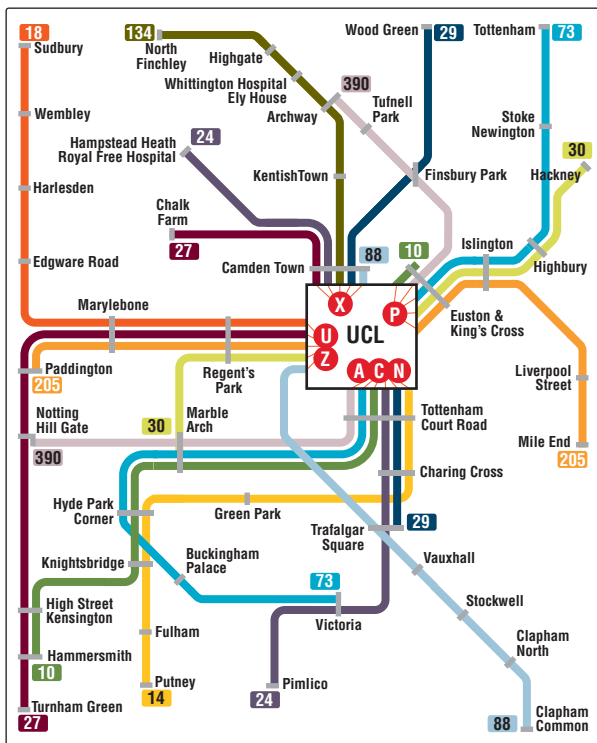 18
Sudbury
134
North
Finchley
Wood Green
29
Tottenham
73
Highgate
Whittington Hospital
Ely House
Archway
390
Tufnell
Park
Wembley
Hampstead Heath
Royal Free Hospital
24
Stoke
Newington
30
Hackney
Harlesden
KentishTown
Finsbury Park
Chalk
Farm
27
Edgware Road
Camden Town
88
10
Islington
Highbury
Marylebone
X
P
UCL
U
Z
A
C
N
Euston &
King's Cross
Paddington
205
Regent's
Park
Liverpool
Street
Notting
Hill Gate
390
30
Marble
Arch
Tottenham
Court Road
Mile End
205
Charing Cross
Hyde Park
Corner
Green Park
Trafalgar
Square
29
Knightsbridge
Buckingham
Palace
Vauxhall
High Street
Kensington
73
Victoria
Stockwell
Fulham
Clapham
North
Hammersmith
10
Putney
14
Pimlico
24
Turnham Green
27
88
Clapham
Common